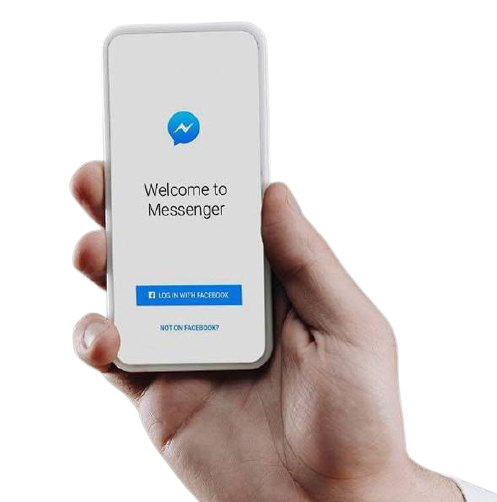 Welcome to
Messenger
LOG IN WITH FACEBOOK
NOT ON FACEBOOK?